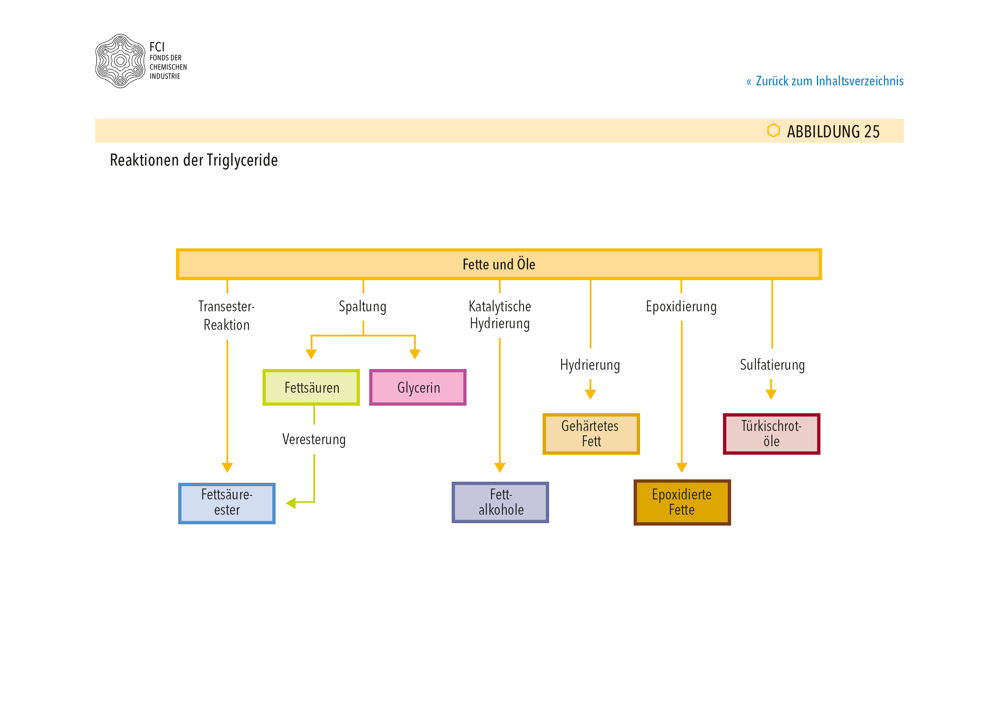 FCI
FONDS DER
CHEMISCHEN
INDUSTRIE
« Zurück zum Inhaltsverzeichnis
ABBILDUNG 25
Reaktionen der Triglyceride
Fette und Öle
Transester-
Reaktion
Spaltung
Katalytische
Hydrierung
Epoxidierung
Hydrierung
Sulfatierung
Fettsäuren
Glycerin
Gehärtetes
Fett
Türkischrot-
öle
Veresterung
Fettsäure-
ester
Fett-
alkohole
Epoxidierte
Fette